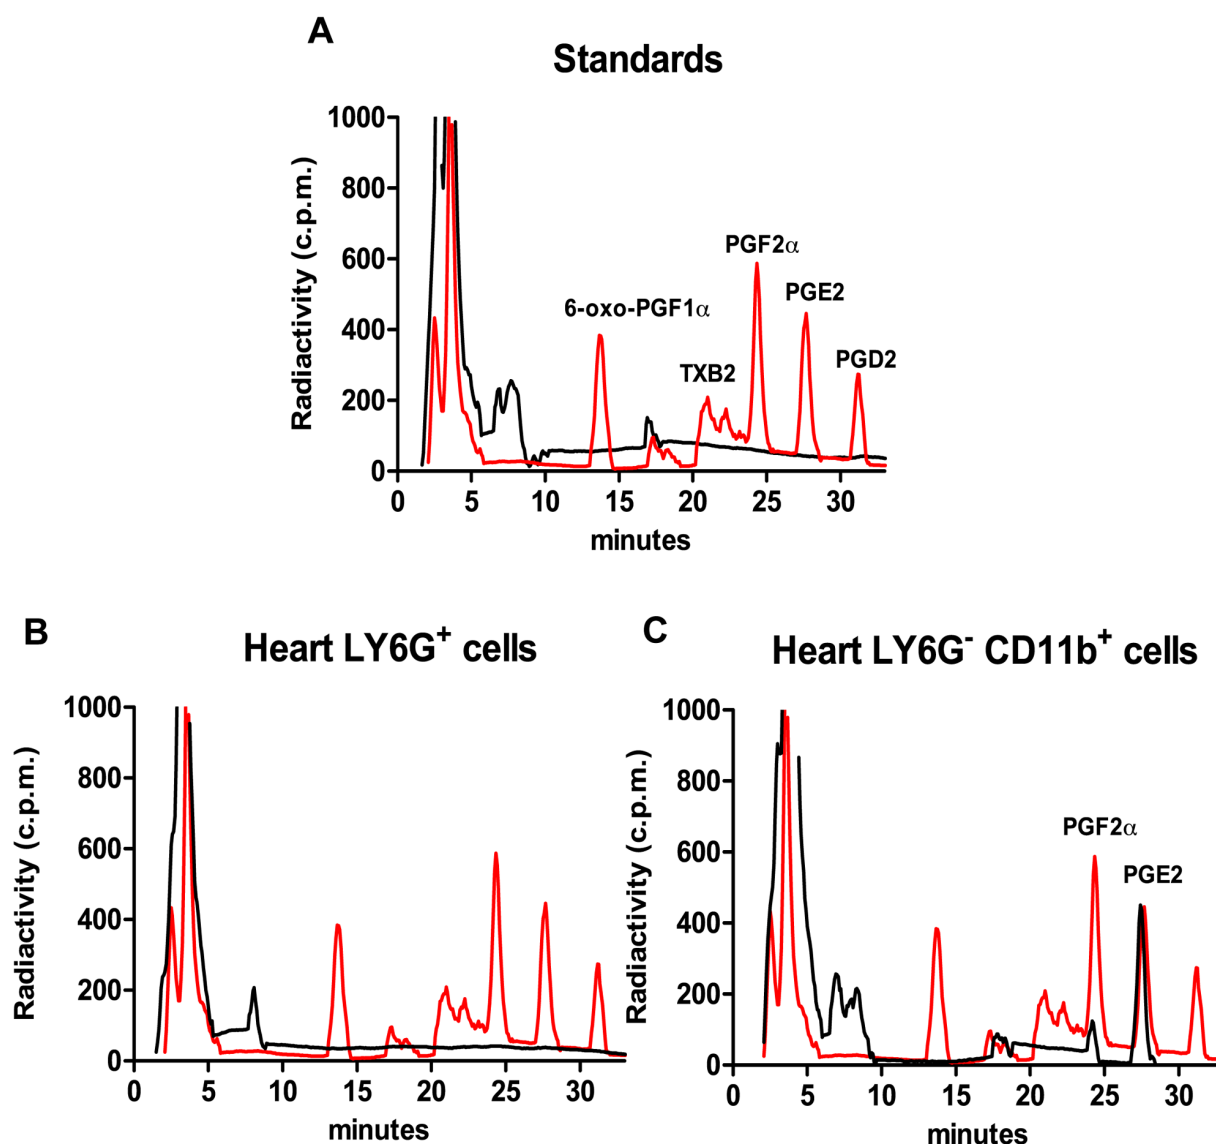 A
Standards
Radiactivity (c.p.m.)
1000
800
600
400
200
0
6-oxo-PGF1α
TXB2
PGF2α
PGE2
PGD2
0 5 10 15 20 25 30
minutes
B
Heart LY6G⁺ cells
Radiactivity (c.p.m.)
1000
800
600
400
200
0
0 5 10 15 20 25 30
minutes
C
Heart LY6G⁻ CD11b⁺ cells
Radiactivity (c.p.m.)
1000
800
600
400
200
0
PGF2α
PGE2
0 5 10 15 20 25 30
minutes